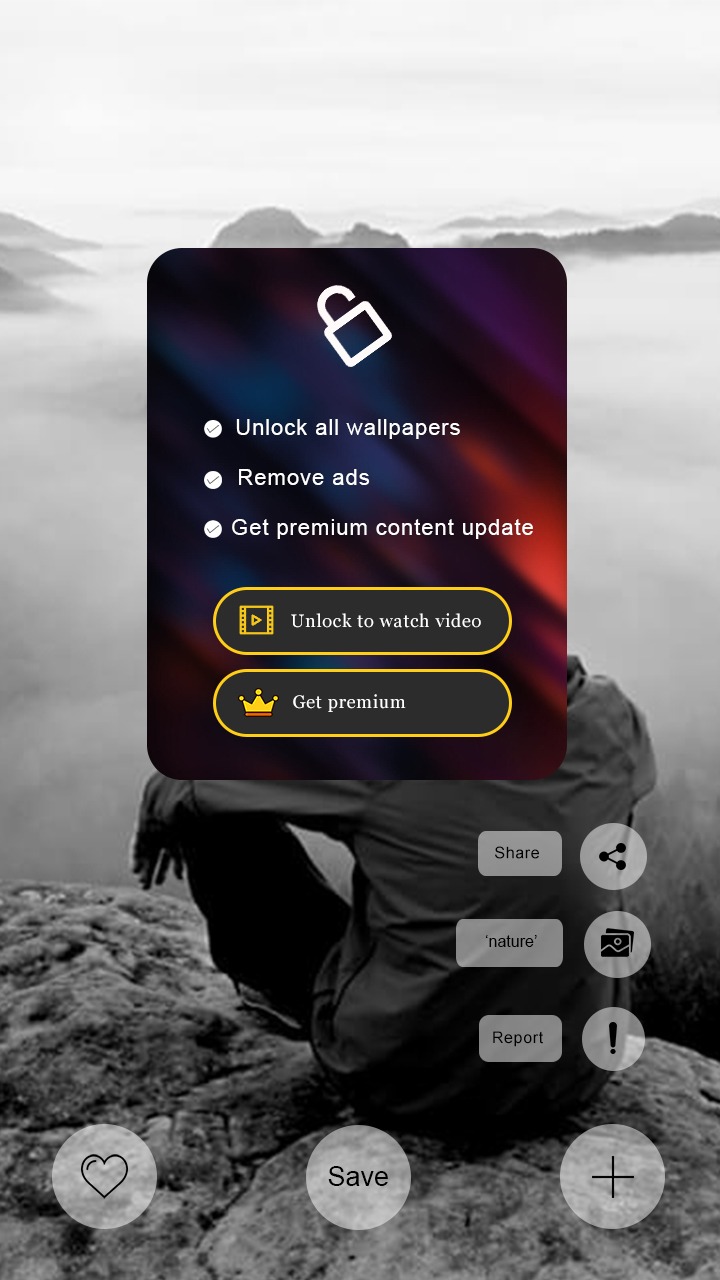 Unlock all wallpapers
Remove ads
Get premium content update
Unlock to watch video
Get premium
Share
‘nature’
Report
Save